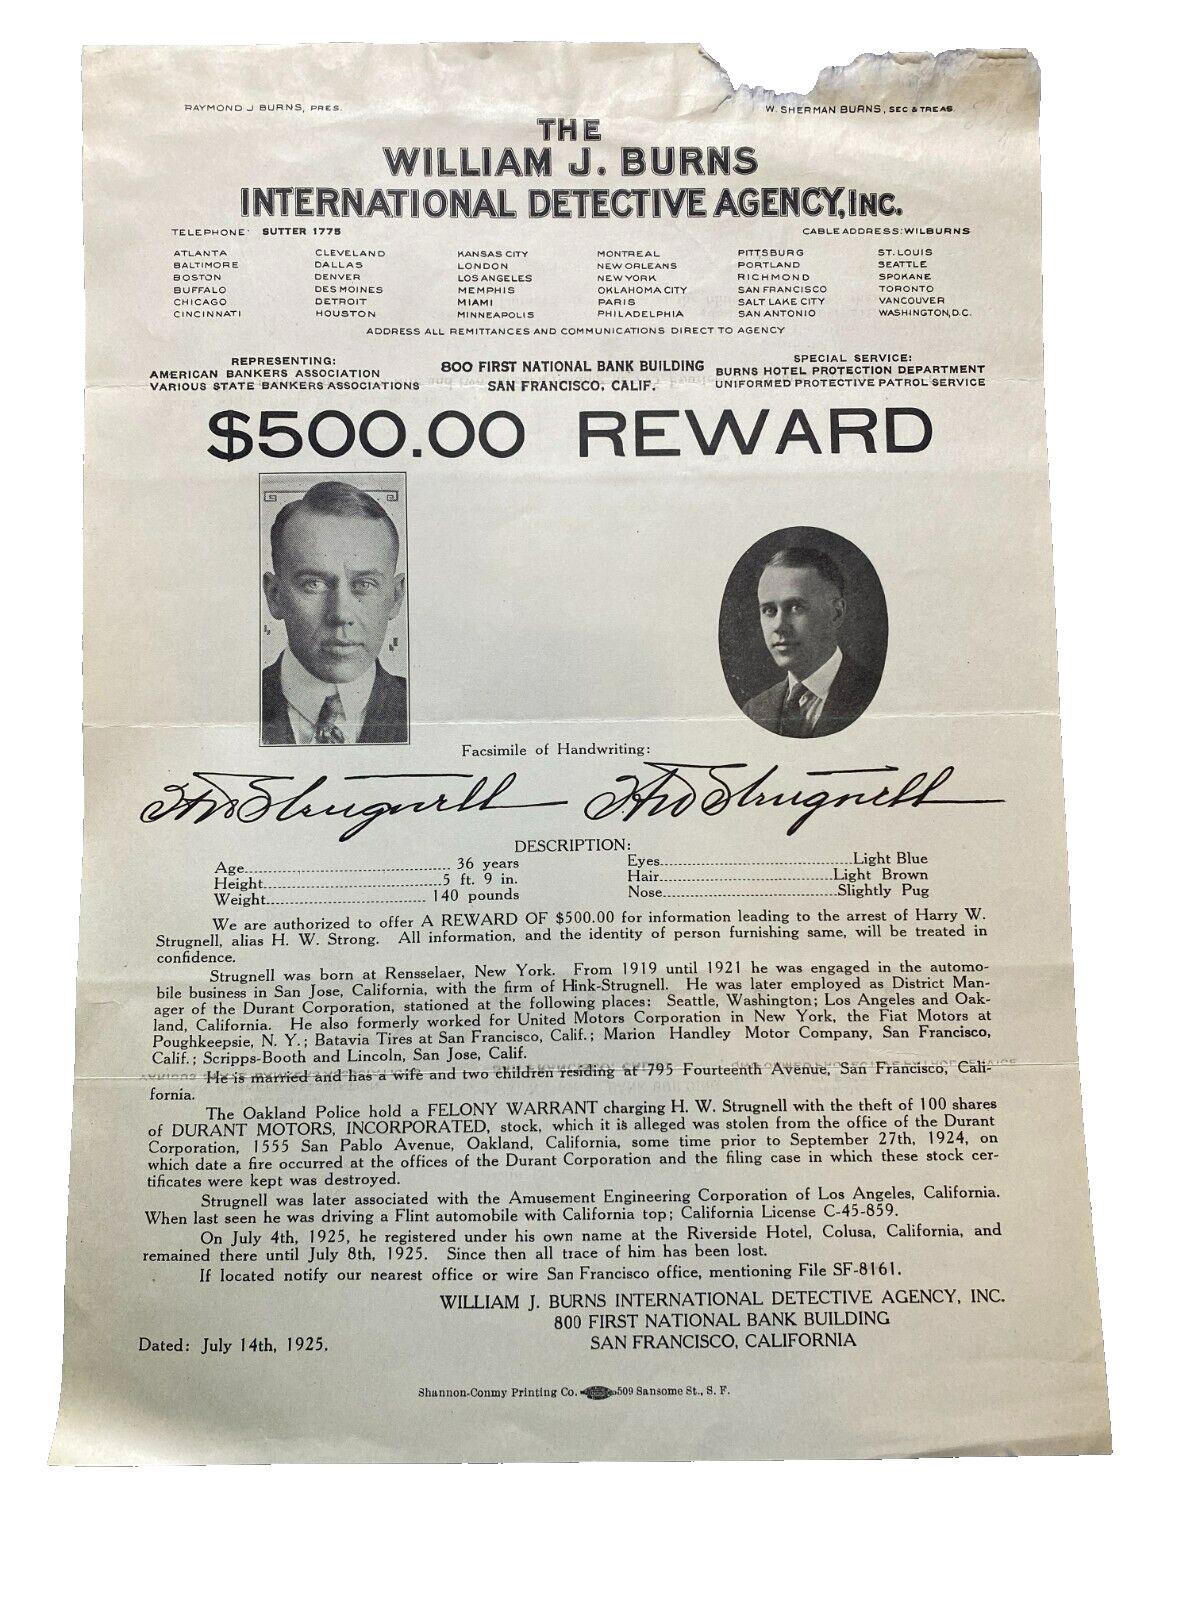 RAYMOND J BURNS, PRES.
W. SHERMAN BURNS, SEC & TREAS.
THE
WILLIAM J. BURNS
INTERNATIONAL DETECTIVE AGENCY, INC.
TELEPHONE SUTTER 1775
CABLE ADDRESS: WILBURNS
ATLANTA CLEVELAND KANSAS CITY MONTREAL PITTSBURG ST. LOUIS
BALTIMORE DALLAS LONDON NEW ORLEANS PORTLAND SEATTLE
BOSTON DENVER LOS ANGELES NEW YORK RICHMOND SPOKANE
BUFFALO DES MOINES MEMPHIS OKLAHOMA CITY SAN FRANCISCO TORONTO
CHICAGO DETROIT MIAMI PARIS SALT LAKE CITY VANCOUVER
CINCINNATI HOUSTON MINNEAPOLIS PHILADELPHIA SAN ANTONIO WASHINGTON, D.C.
ADDRESS ALL REMITTANCES AND COMMUNICATIONS DIRECT TO AGENCY
REPRESENTING:
AMERICAN BANKERS ASSOCIATION
VARIOUS STATE BANKERS ASSOCIATIONS
800 FIRST NATIONAL BANK BUILDING
SAN FRANCISCO, CALIF.
SPECIAL SERVICE:
BURNS HOTEL PROTECTION DEPARTMENT
UNIFORMED PROTECTIVE PATROL SERVICE
$500.00 REWARD
Facsimile of Handwriting:
HW Strugnell HW Strugnell
DESCRIPTION:
Age 36 years
Height 5 ft. 9 in.
Weight 140 pounds
Eyes Light Blue
Hair Light Brown
Nose Slightly Pug
We are authorized to offer A REWARD OF $500.00 for information leading to the arrest of Harry W.
Strugnell, alias H. W. Strong. All information, and the identity of person furnishing same, will be treated in
confidence.
Strugnell was born at Rensselaer, New York. From 1919 until 1921 he was engaged in the automo-
bile business in San Jose, California, with the firm of Hink-Strugnell. He was later employed as District Man-
ager of the Durant Corporation, stationed at the following places: Seattle, Washington; Los Angeles and Oak-
land, California. He also formerly worked for United Motors Corporation in New York, the Fiat Motors at
Poughkeepsie, N. Y.; Batavia Tires at San Francisco, Calif.; Marion Handley Motor Company, San Francisco,
Calif.; Scripps-Booth and Lincoln, San Jose, Calif.
He is married and has a wife and two children residing at 795 Fourteenth Avenue, San Francisco, Cali-
fornia.
The Oakland Police hold a FELONY WARRANT charging H. W. Strugnell with the theft of 100 shares
of DURANT MOTORS, INCORPORATED, stock, which it is alleged was stolen from the office of the Durant
Corporation, 1555 San Pablo Avenue, Oakland, California, some time prior to September 27th, 1924, on
which date a fire occurred at the offices of the Durant Corporation and the filing case in which these stock cer-
tificates were kept was destroyed.
Strugnell was later associated with the Amusement Engineering Corporation of Los Angeles, California.
When last seen he was driving a Flint automobile with California top; California License C-45-859.
On July 4th, 1925, he registered under his own name at the Riverside Hotel, Colusa, California, and
remained there until July 8th, 1925. Since then all trace of him has been lost.
If located notify our nearest office or wire San Francisco office, mentioning File SF-8161.
WILLIAM J. BURNS INTERNATIONAL DETECTIVE AGENCY, INC.
800 FIRST NATIONAL BANK BUILDING
Dated: July 14th, 1925. SAN FRANCISCO, CALIFORNIA
Shannon-Conmy Printing Co. 509 Sansome St., S. F.